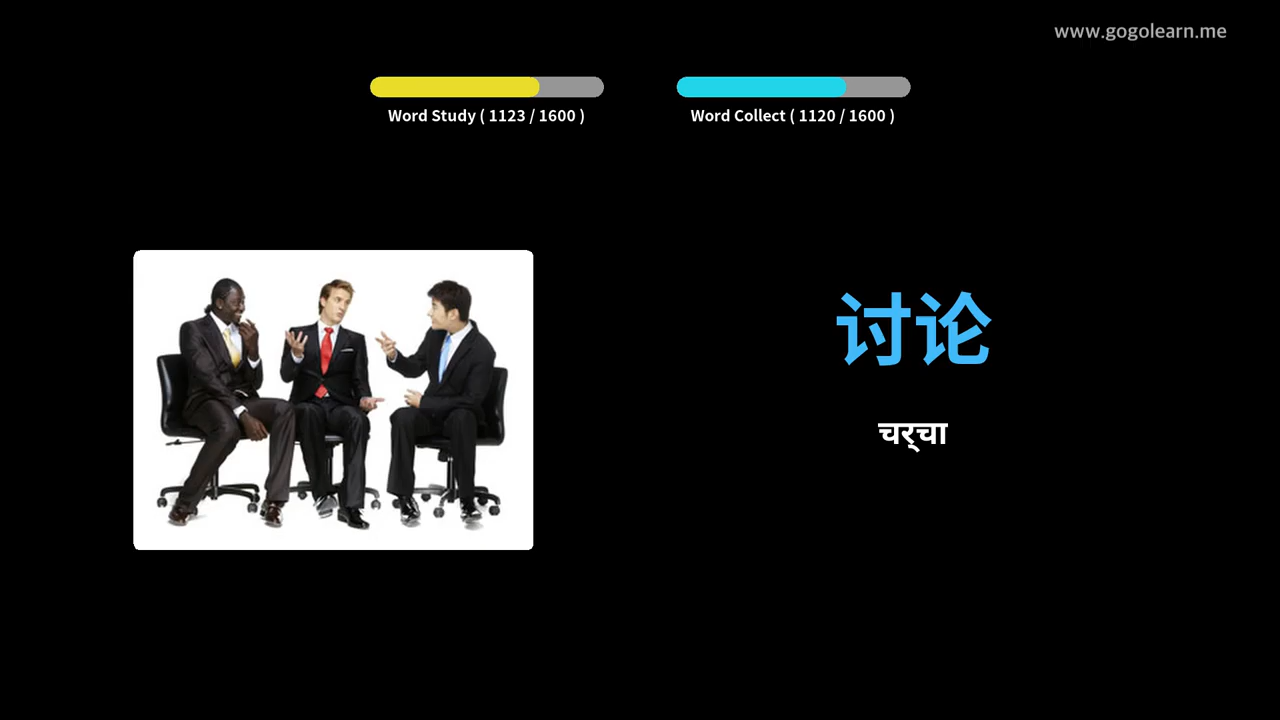 www.gogolearn.me
Word Study ( 1123 / 1600 )
Word Collect ( 1120 / 1600 )
讨论
चर्‌चा